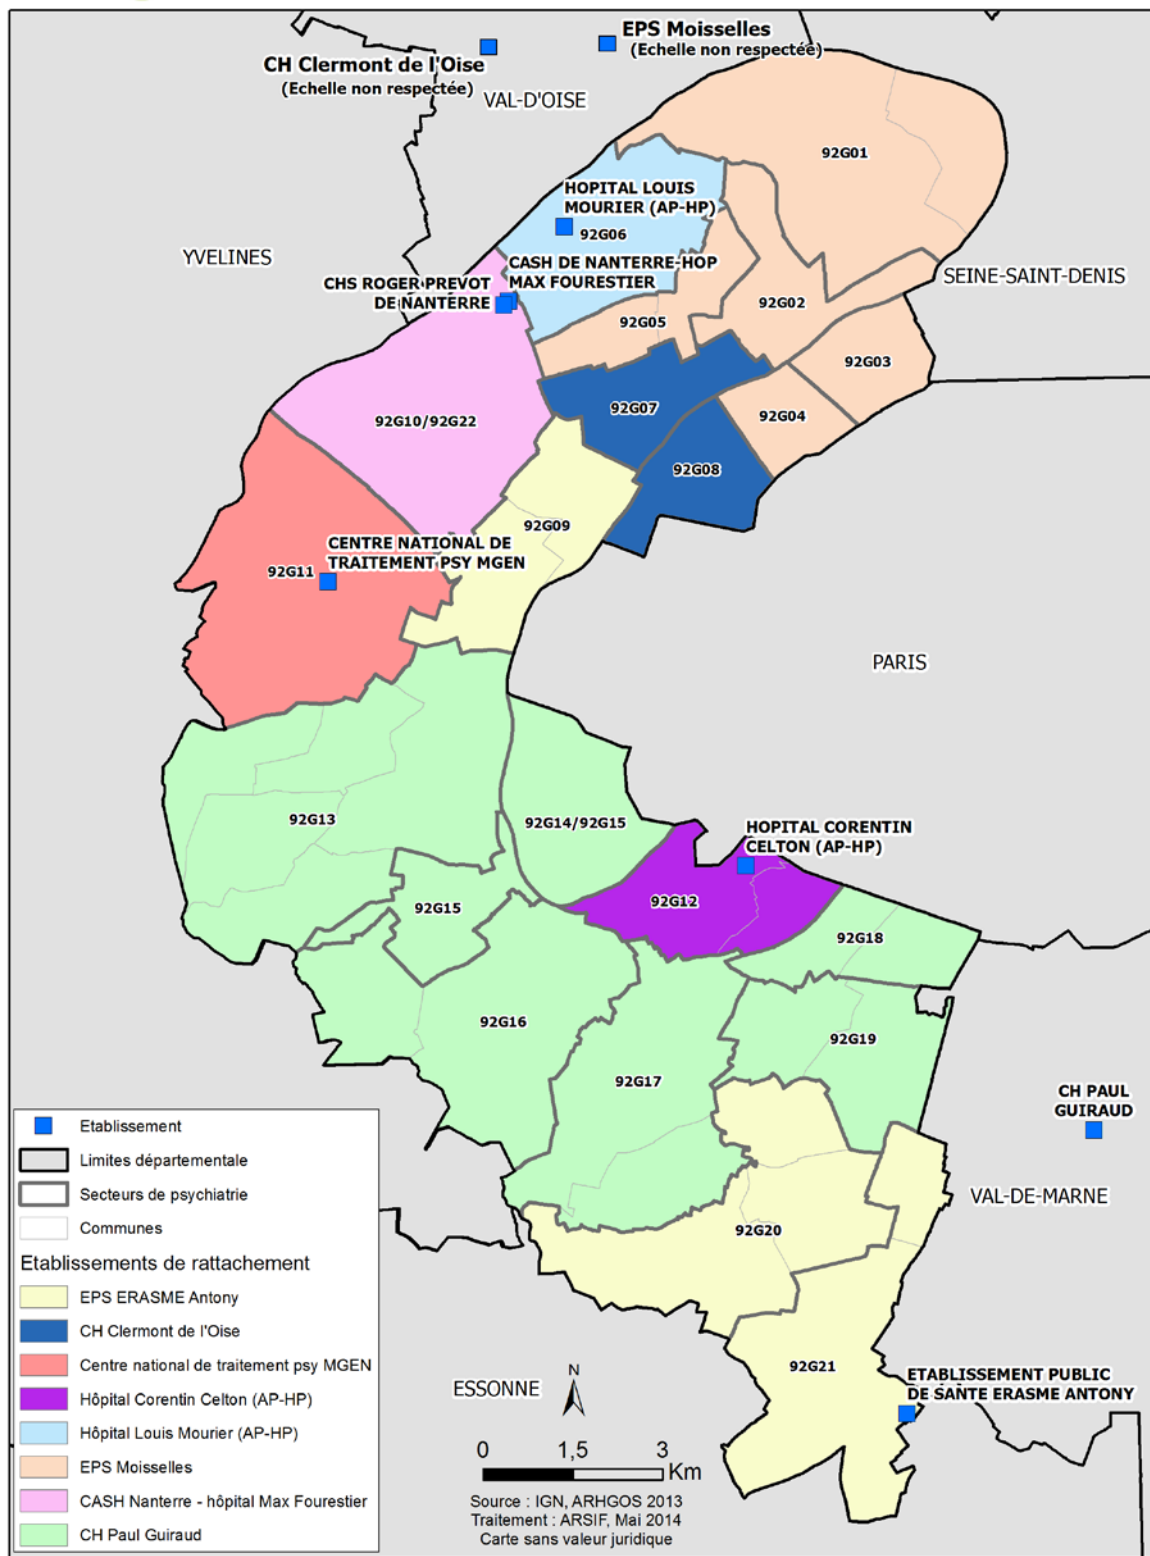 EPS Moisselles
(Echelle non respectée)
CH Clermont de l'Oise
(Echelle non respectée)
VAL-D'OISE
92G01
HOPITAL LOUIS
MOURIER (AP-HP)
92G06
YVELINES
CASH DE NANTERRE-HOP
MAX FOURESTIER
CHS ROGER PREVOT
DE NANTERRE
SEINE-SAINT-DENIS
92G02
92G05
92G03
92G07
92G04
92G10/92G22
92G08
92G09
CENTRE NATIONAL DE
TRAITEMENT PSY MGEN
92G11
PARIS
92G13
92G14/92G15
HOPITAL CORENTIN
CELTON (AP-HP)
92G12
92G15
92G18
92G16
92G19
92G17
CH PAUL
GUIRAUD
VAL-DE-MARNE
92G20
92G21
ETABLISSEMENT PUBLIC
DE SANTE ERASME ANTONY
ESSONNE
N
0 1,5 3
Km
Source : IGN, ARHGOS 2013
Traitement : ARSIF, Mai 2014
Carte sans valeur juridique
Etablissement
Limites départementale
Secteurs de psychiatrie
Communes
Etablissements de rattachement
EPS ERASME Antony
CH Clermont de l'Oise
Centre national de traitement psy MGEN
Hôpital Corentin Celton (AP-HP)
Hôpital Louis Mourier (AP-HP)
EPS Moisselles
CASH Nanterre - hôpital Max Fourestier
CH Paul Guiraud